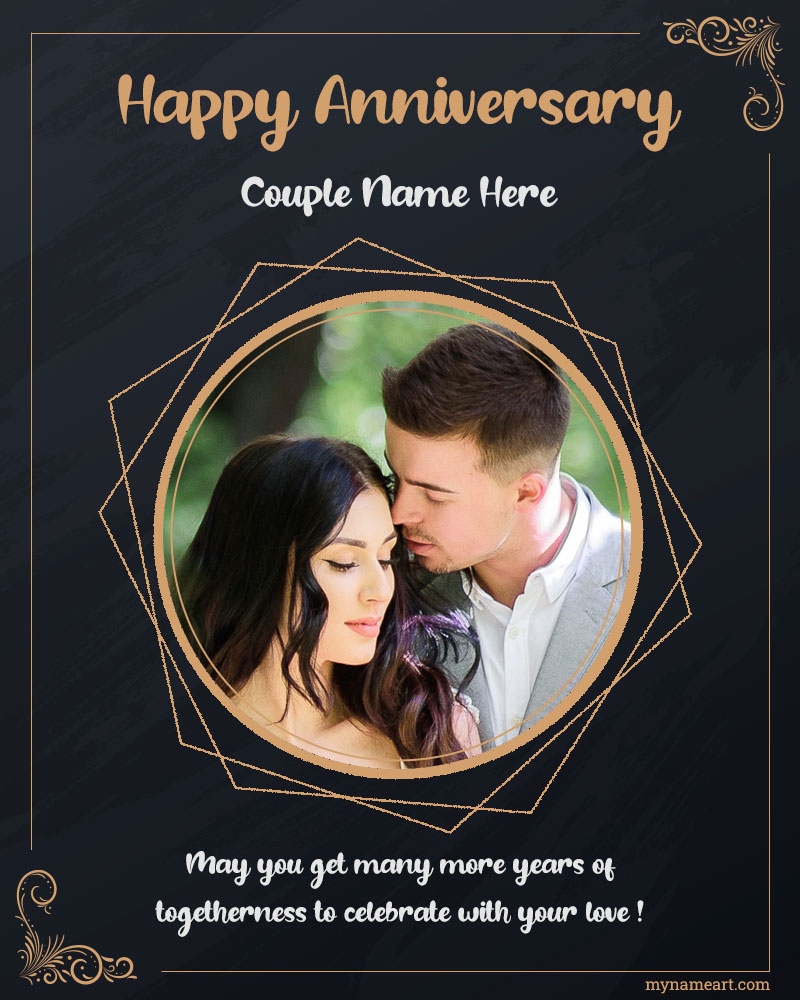 Happy Anniversary
Couple Name Here
May you get many more years of
togetherness to celebrate with your love !
mynameart.com